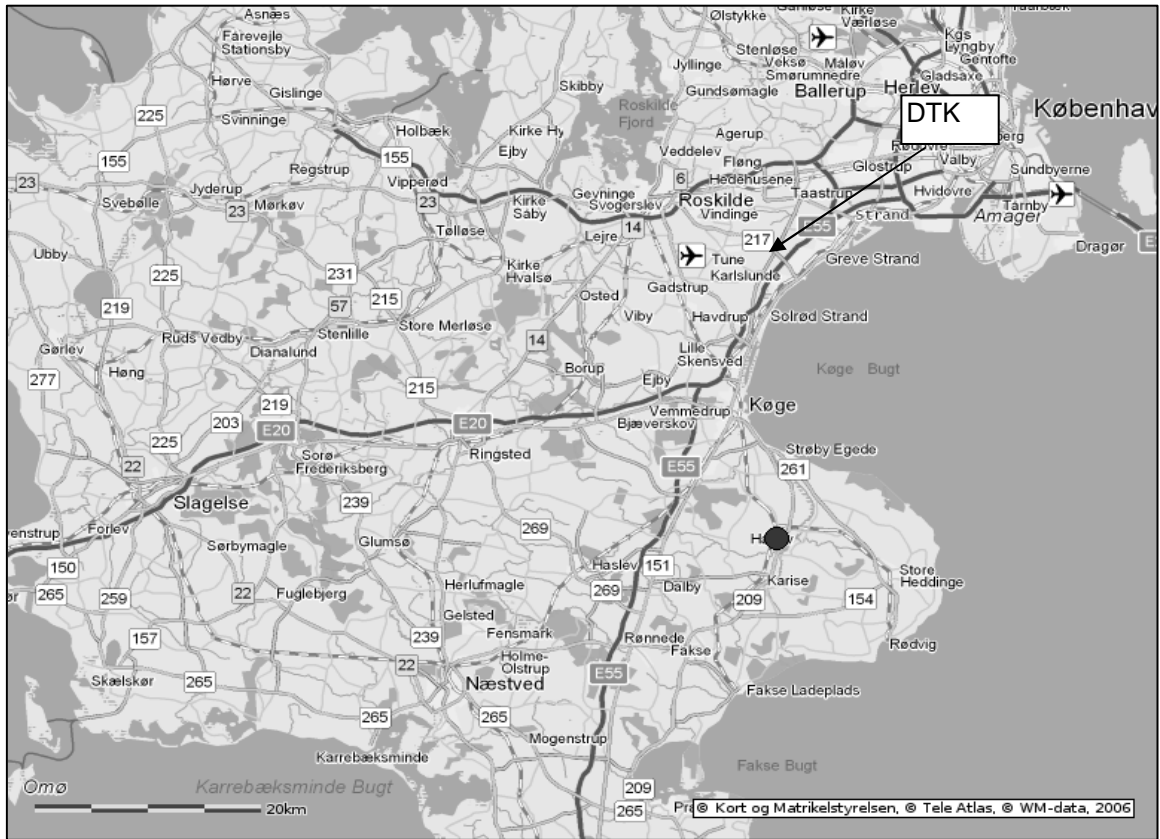 Asnæs
Farevejle
Stationsby
Hørve
Gislinge
225
Svinninge
155
Regstrup
Holbæk
155
Vipperød
23
Kirke Hy
Ejby
Skibby
Roskilde
Fjord
Ølstykke
Kirke
Værløse
Stenløse
Veksø
Måløv
Smørumnedre
Jyllinge
Gundsømagle
Ballerup
Herlev
Kgs
Lyngby
Gentofte
Gladsaxe
DTK
København
Agerup
Veddelev
Fløng
Hedehusene
Rødovre
Glostrup
Valby
Sundbyerne
6
Taastrup
Hvidovre
Tårnby
Amager
Dragør
Roskilde
Vindinge
Strand
E55
Greve Strand
217
Tune
Karlslunde
Gevninge
Svogerslev
14
Lejre
23
Jyderup
Svebølle
23
Mørkøv
Kirke
Såby
Tølløse
Kirke
Hvalsø
Ubby
225
231
215
57
219
Osted
Gadstrup
Viby
Havdrup
Solrød Strand
Ruds Vedby
Stenlille
Store Merløse
Dianalund
14
Lille
Skensved
Køge Bugt
Gørlev
Høng
277
215
Borup
Ejby
219
203
225
E20
E20
Vemmedrup
Bjæverskov
Køge
22
Sorø
Frederiksberg
Ringsted
E55
Strøby Egede
261
Slagelse
239
269
Forlev
Sørbymagle
Glumsø
Haslev
151
150
265
259
22
Fuglebjerg
Herlufmagle
269
Dalby
Karise
Store
Heddinge
209
154
Gelsted
157
239
Fensmark
Rønnede
Fakse
Rødvig
Skælskør
265
22
Holme-
Olstrup
Næstved
E55
Fakse Ladeplads
265
265
Mogenstrup
Karrebæksminde
Fakse Bugt
Omø
Karrebæksminde Bugt
209
265
20km
© Kort og Matrikelstyrelsen, © Tele Atlas, © WM-data, 2006